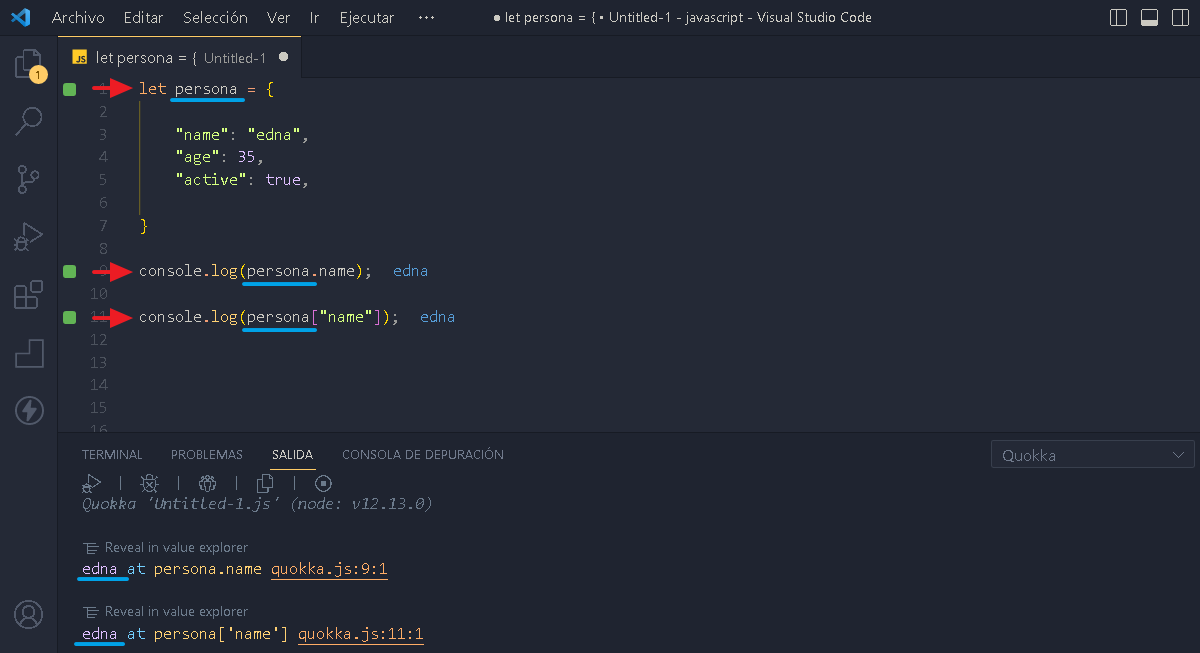 Archivo Editar Selección Ver Ir Ejecutar ··· ● let persona = { • Untitled-1 - javascript - Visual Studio Code
JS let persona = { Untitled-1 ●
1
1 let persona = {
2
3 "name": "edna",
4 "age": 35,
5 "active": true,
6
7 }
8
9 console.log(persona.name); edna
10
11 console.log(persona["name"]); edna
12
13
14
15
16
TERMINAL PROBLEMAS SALIDA CONSOLA DE DEPURACIÓN Quokka
Quokka 'Untitled-1.js' (node: v12.13.0)
Reveal in value explorer
edna at persona.name quokka.js:9:1
Reveal in value explorer
edna at persona['name'] quokka.js:11:1